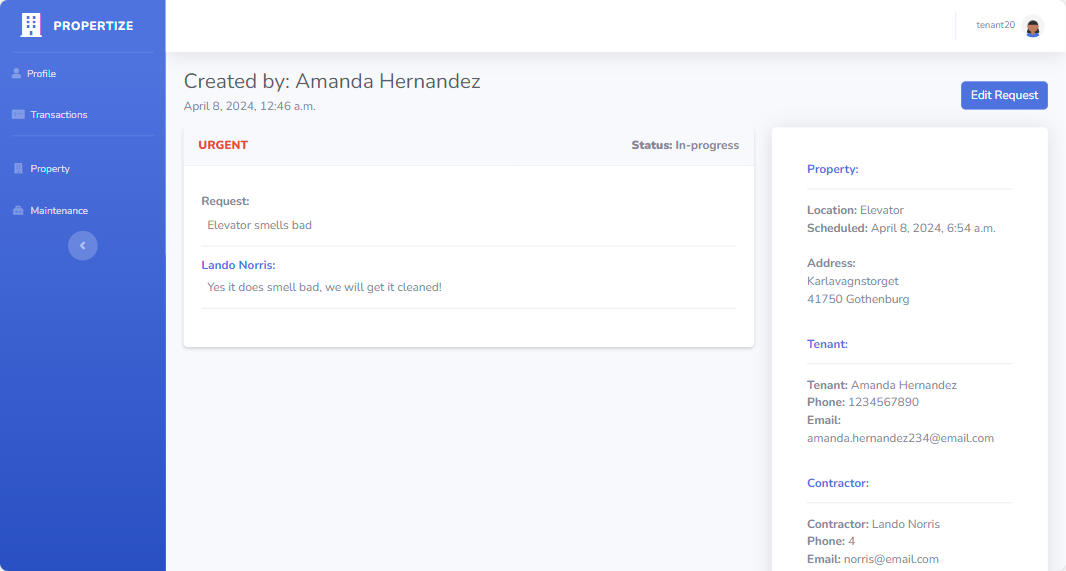 PROPERTIZE
tenant20
Profile
Transactions
Property
Maintenance
Created by: Amanda Hernandez
April 8, 2024, 12:46 a.m.
Edit Request
URGENT
Status: In-progress
Request:
Elevator smells bad
Lando Norris:
Yes it does smell bad, we will get it cleaned!
Property:
Location: Elevator
Scheduled: April 8, 2024, 6:54 a.m.
Address:
Karlavagnstorget
41750 Gothenburg
Tenant:
Tenant: Amanda Hernandez
Phone: 1234567890
Email:
amanda.hernandez234@email.com
Contractor:
Contractor: Lando Norris
Phone: 4
Email: norris@email.com